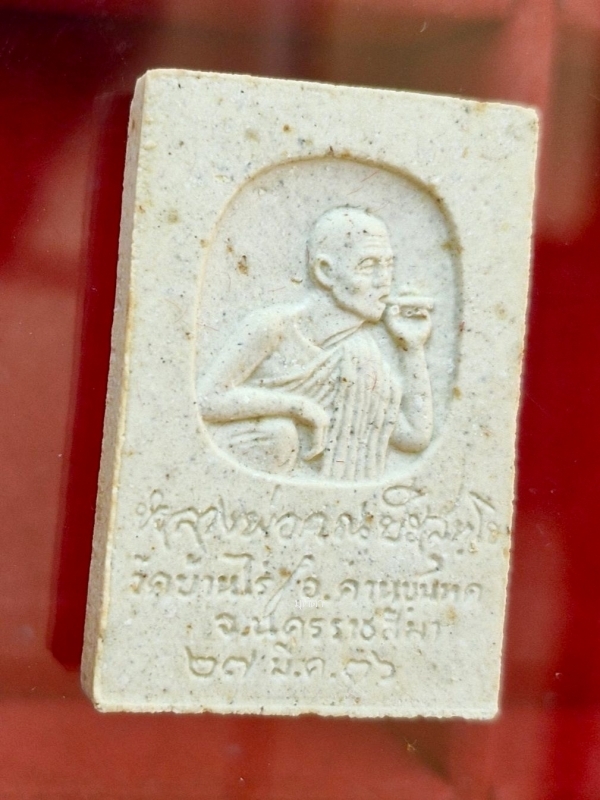 หลวงพ่อคูณ ปริสุทฺโธ
วัดบ้านไร่ อ.ด่านขุนทด
จ.นครราชสีมา
๒๗ มี.ค. ๓๖